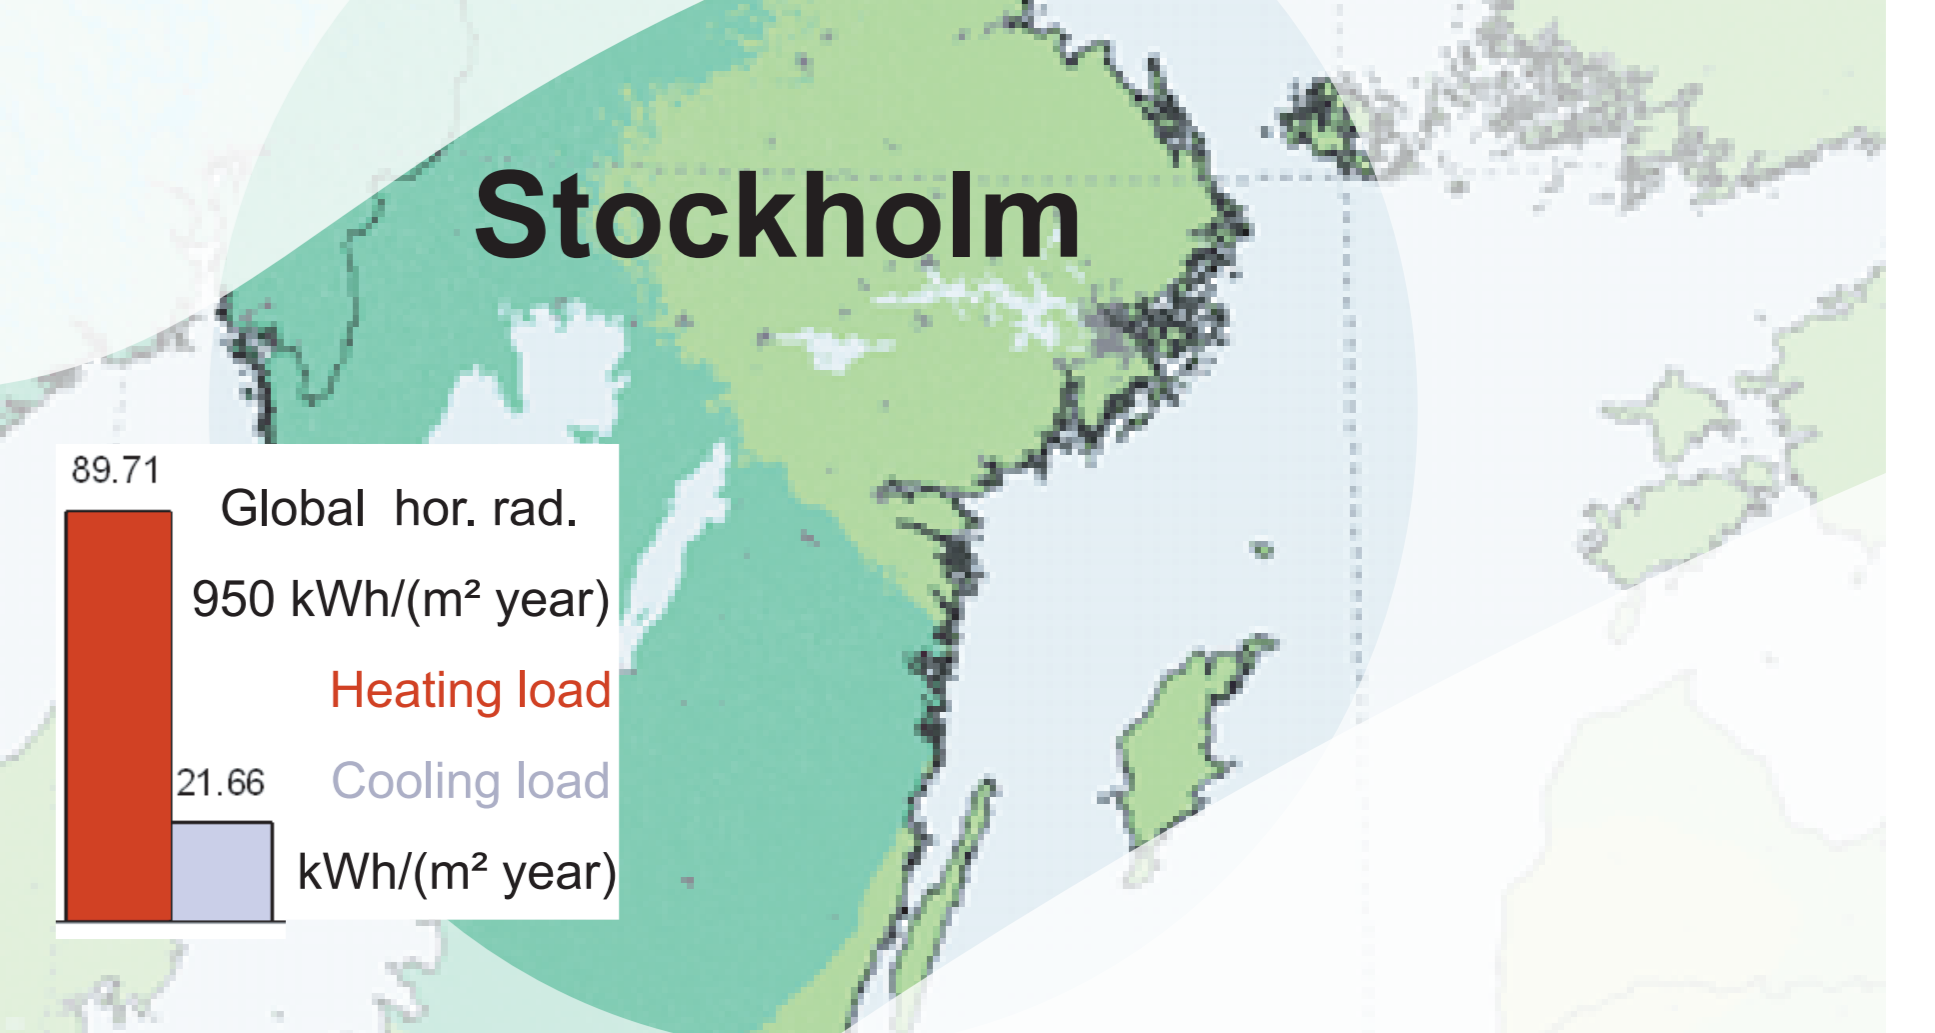 Stockholm
89.71
Global hor. rad.
950 kWh/(m² year)
Heating load
21.66
Cooling load
kWh/(m² year)